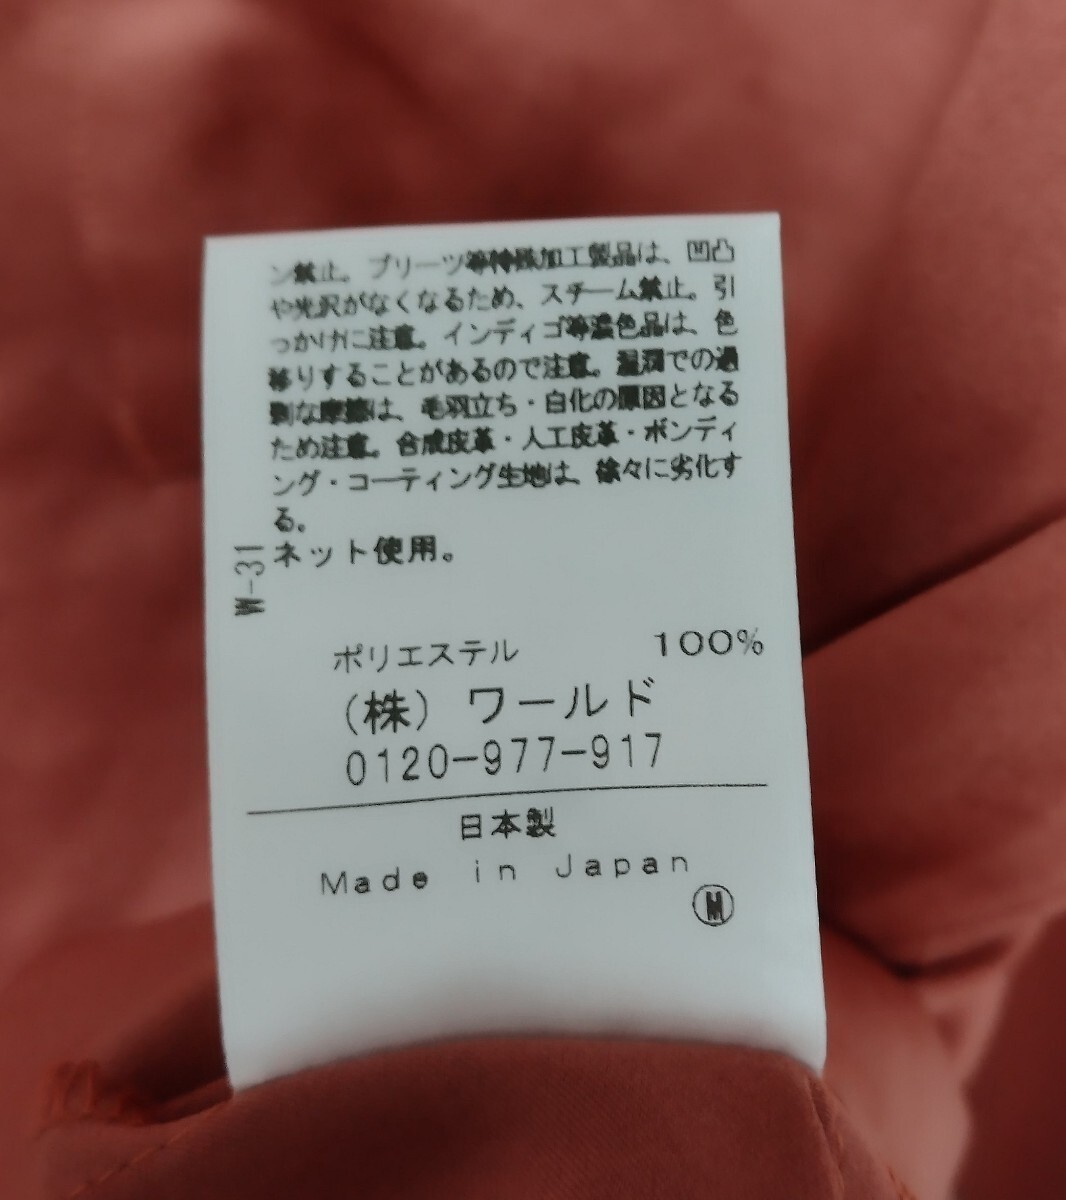 ン禁止。プリーツ等特殊加工製品は、凹凸
や光沢がなくなるため、スチーム禁止。引
っかけに注意。インディゴ等濃色品は、色
移りすることがあるので注意。湿潤での過
剰な摩擦は、毛羽立ち・白化の原因となる
ため注意。合成皮革・人工皮革・ボンディ
ング・コーティング生地は、徐々に劣化す
る。
ネット使用。
W-31
ポリエステル 100%
(株) ワールド
0120-977-917
日本製
Made in Japan
M